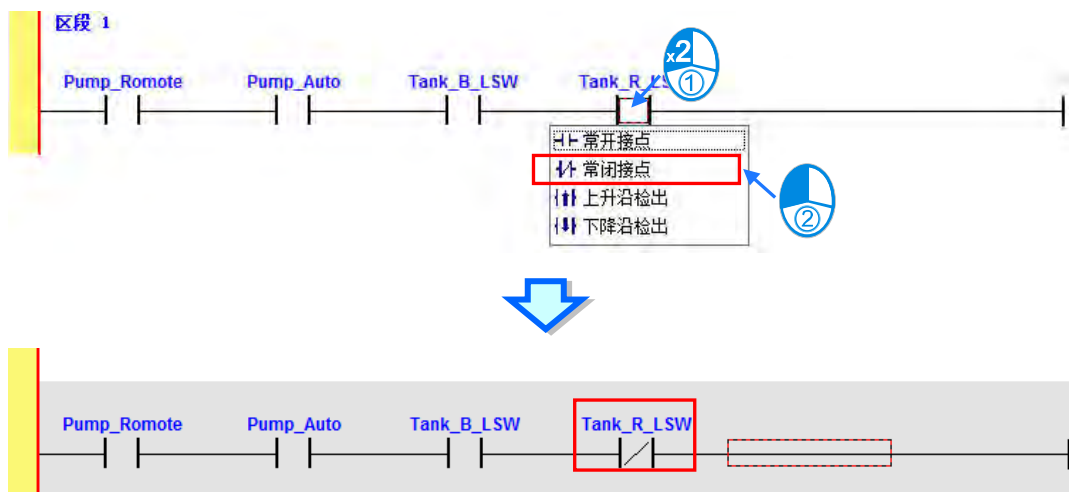 区段 1
Pump_Romote Pump_Auto Tank_B_LSW Tank_R_LS
x2
①
常开接点
常闭接点
上升沿检出
下降沿检出
②
Pump_Romote Pump_Auto Tank_B_LSW Tank_R_LSW